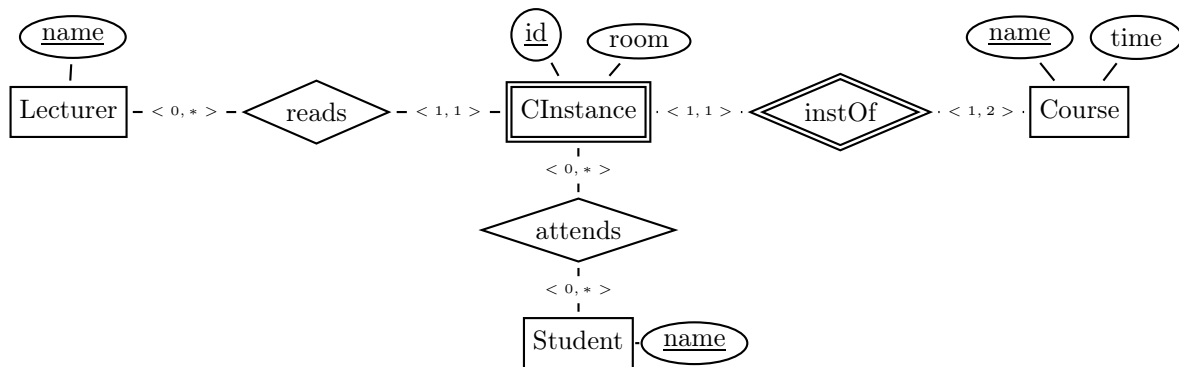 name
id
room
name
time
Lecturer
< 0, * >
reads
< 1, 1 >
CInstance
< 1, 1 >
instOf
< 1, 2 >
Course
< 0, * >
attends
< 0, * >
Student
name